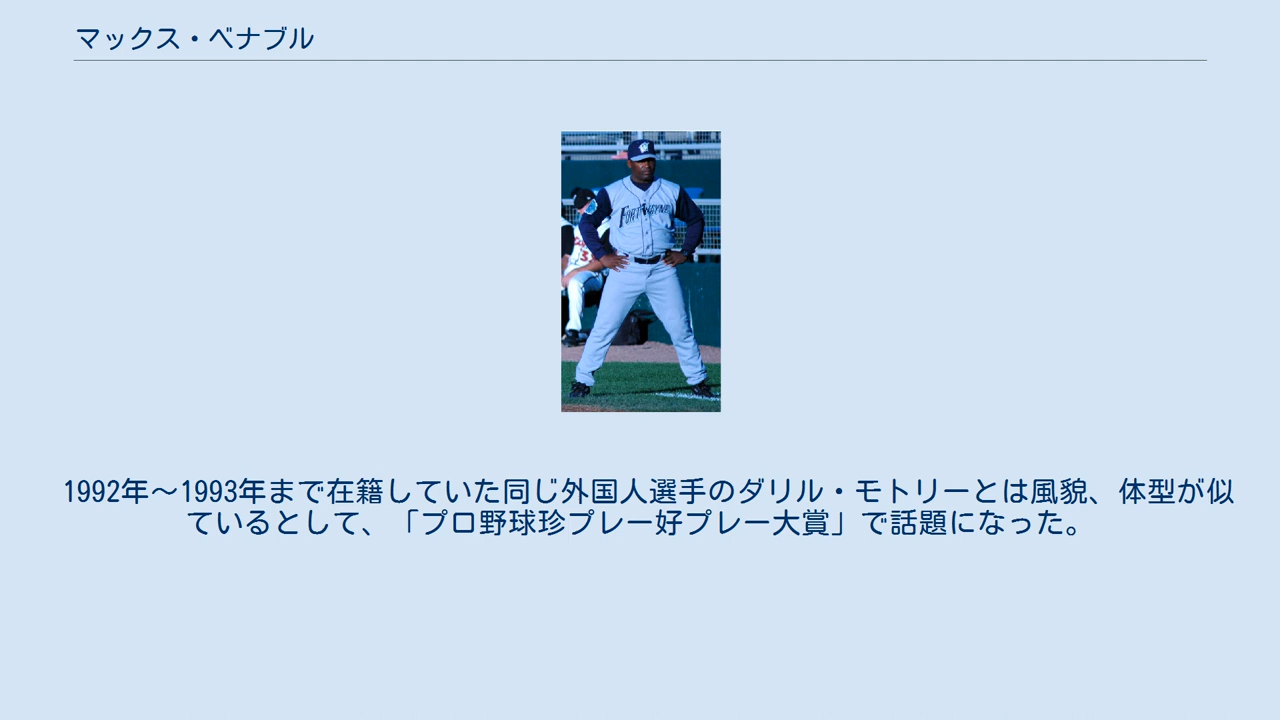 マックス・ベナブル
FORT WAYNE
1992年～1993年まで在籍していた同じ外国人選手のダリル・モトリーとは風貌、体型が似
ているとして、「プロ野球珍プレー好プレー大賞」で話題になった。